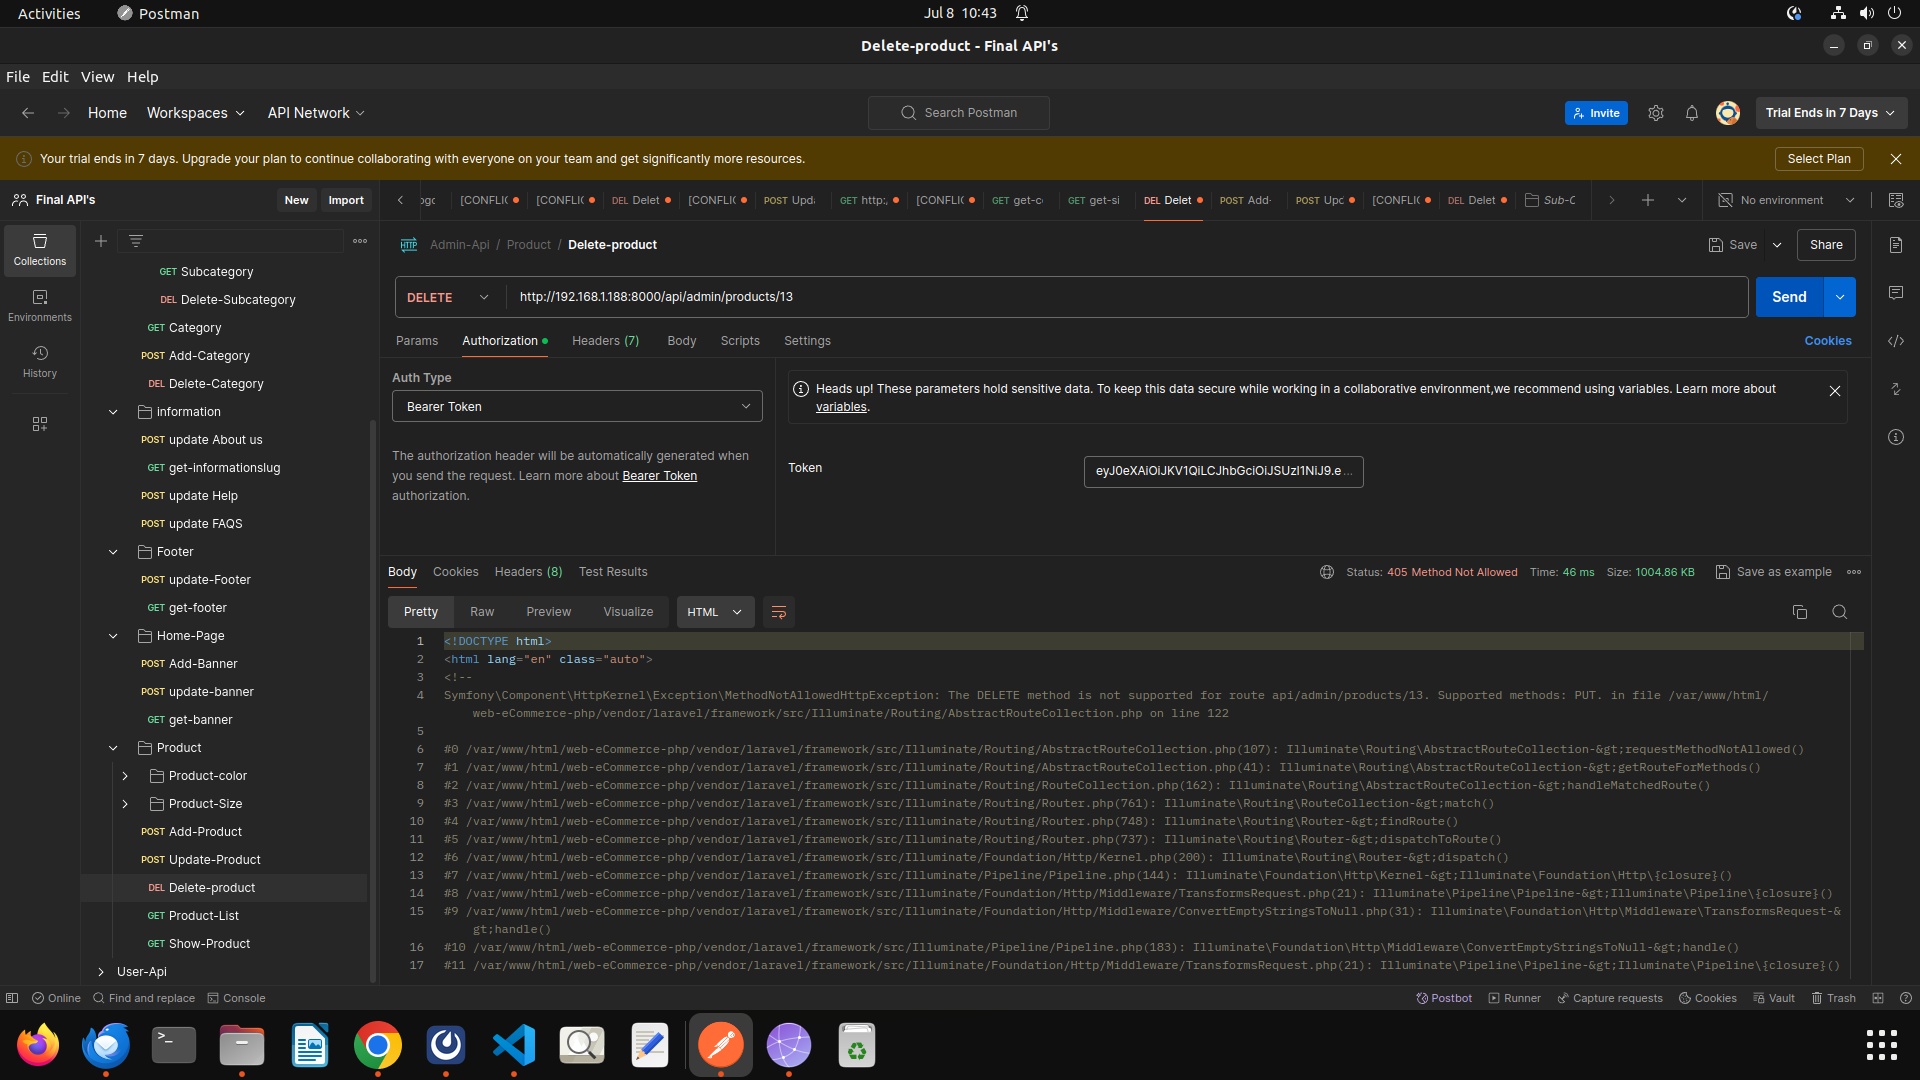 Activities
Postman
Jul 8 10:43
Delete-product - Final API's
File Edit View Help
Home
Workspaces
API Network
Search Postman
Invite
Trial Ends in 7 Days
Your trial ends in 7 days. Upgrade your plan to continue collaborating with everyone on your team and get significantly more resources.
Select Plan
Final API's
New
Import
[CONFLIC
[CONFLIC
DEL Delet
[CONFLIC
POST Upd
GET http:,
[CONFLIC
GET get-c
GET get-si
DEL Delet
POST Add-
POST Upc
[CONFLIC
DEL Delet
Sub-C
No environment
Collections
Environments
History
GET Subcategory
DEL Delete-Subcategory
GET Category
POST Add-Category
DEL Delete-Category
information
POST update About us
GET get-informationslug
POST update Help
POST update FAQS
Footer
POST update-Footer
GET get-footer
Home-Page
POST Add-Banner
POST update-banner
GET get-banner
Product
Product-color
Product-Size
POST Add-Product
POST Update-Product
DEL Delete-product
GET Product-List
GET Show-Product
User-Api
HTTP
Admin-Api / Product / Delete-product
Save
Share
DELETE
http://192.168.1.188:8000/api/admin/products/13
Send
Params
Authorization
Headers (7)
Body
Scripts
Settings
Cookies
Auth Type
Bearer Token
The authorization header will be automatically generated when
you send the request. Learn more about Bearer Token
authorization.
Heads up! These parameters hold sensitive data. To keep this data secure while working in a collaborative environment,we recommend using variables. Learn more about
variables.
Token
eyJ0eXAiOiJKV1QiLCJhbGciOiJSUzI1NiJ9.e...
Body
Cookies
Headers (8)
Test Results
Status: 405 Method Not Allowed
Time: 46 ms
Size: 1004.86 KB
Save as example
Pretty
Raw
Preview
Visualize
HTML
1 <!DOCTYPE html>
2 <html lang="en" class="auto">
3 <!--
4 Symfony\Component\HttpKernel\Exception\MethodNotAllowedHttpException: The DELETE method is not supported for route api/admin/products/13. Supported methods: PUT. in file /var/www/html/
web-eCommerce-php/vendor/laravel/framework/src/Illuminate/Routing/AbstractRouteCollection.php on line 122
5
6 #0 /var/www/html/web-eCommerce-php/vendor/laravel/framework/src/Illuminate/Routing/AbstractRouteCollection.php(107): Illuminate\Routing\AbstractRouteCollection-&gt;requestMethodNotAllowed()
7 #1 /var/www/html/web-eCommerce-php/vendor/laravel/framework/src/Illuminate/Routing/AbstractRouteCollection.php(41): Illuminate\Routing\AbstractRouteCollection-&gt;getRouteForMethods()
8 #2 /var/www/html/web-eCommerce-php/vendor/laravel/framework/src/Illuminate/Routing/RouteCollection.php(162): Illuminate\Routing\AbstractRouteCollection-&gt;handleMatchedRoute()
9 #3 /var/www/html/web-eCommerce-php/vendor/laravel/framework/src/Illuminate/Routing/Router.php(761): Illuminate\Routing\RouteCollection-&gt;match()
10 #4 /var/www/html/web-eCommerce-php/vendor/laravel/framework/src/Illuminate/Routing/Router.php(748): Illuminate\Routing\Router-&gt;findRoute()
11 #5 /var/www/html/web-eCommerce-php/vendor/laravel/framework/src/Illuminate/Routing/Router.php(737): Illuminate\Routing\Router-&gt;dispatchToRoute()
12 #6 /var/www/html/web-eCommerce-php/vendor/laravel/framework/src/Illuminate/Foundation/Http/Kernel.php(200): Illuminate\Routing\Router-&gt;dispatch()
13 #7 /var/www/html/web-eCommerce-php/vendor/laravel/framework/src/Illuminate/Pipeline/Pipeline.php(144): Illuminate\Foundation\Http\Kernel-&gt;Illuminate\Foundation\Http\{closure}()
14 #8 /var/www/html/web-eCommerce-php/vendor/laravel/framework/src/Illuminate/Foundation/Http/Middleware/TransformsRequest.php(21): Illuminate\Pipeline\Pipeline-&gt;Illuminate\Pipeline\{closure}()
15 #9 /var/www/html/web-eCommerce-php/vendor/laravel/framework/src/Illuminate/Foundation/Http/Middleware/ConvertEmptyStringsToNull.php(31): Illuminate\Foundation\Http\Middleware\TransformsRequest-&
gt;handle()
16 #10 /var/www/html/web-eCommerce-php/vendor/laravel/framework/src/Illuminate/Pipeline/Pipeline.php(183): Illuminate\Foundation\Http\Middleware\ConvertEmptyStringsToNull-&gt;handle()
17 #11 /var/www/html/web-eCommerce-php/vendor/laravel/framework/src/Illuminate/Foundation/Http/Middleware/TransformsRequest.php(21): Illuminate\Pipeline\Pipeline-&gt;Illuminate\Pipeline\{closure}()
Online
Find and replace
Console
Postbot
Runner
Capture requests
Cookies
Vault
Trash